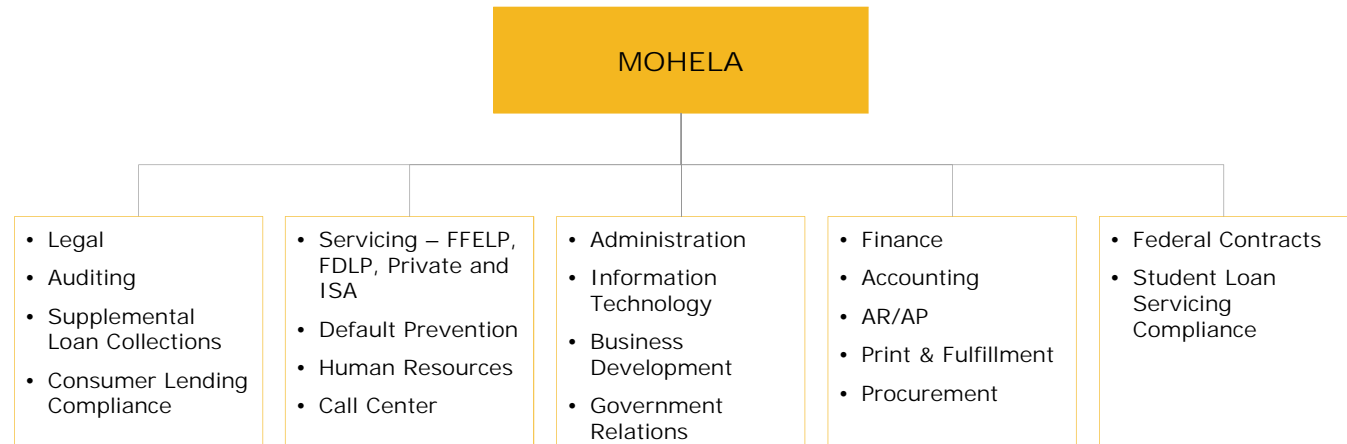 MOHELA
• Legal
• Auditing
• Supplemental
Loan Collections
• Consumer Lending
Compliance
• Servicing – FFELP,
FDLP, Private and
ISA
• Default Prevention
• Human Resources
• Call Center
• Administration
• Information
Technology
• Business
Development
• Government
Relations
• Finance
• Accounting
• AR/AP
• Print & Fulfillment
• Procurement
• Federal Contracts
• Student Loan
Servicing
Compliance